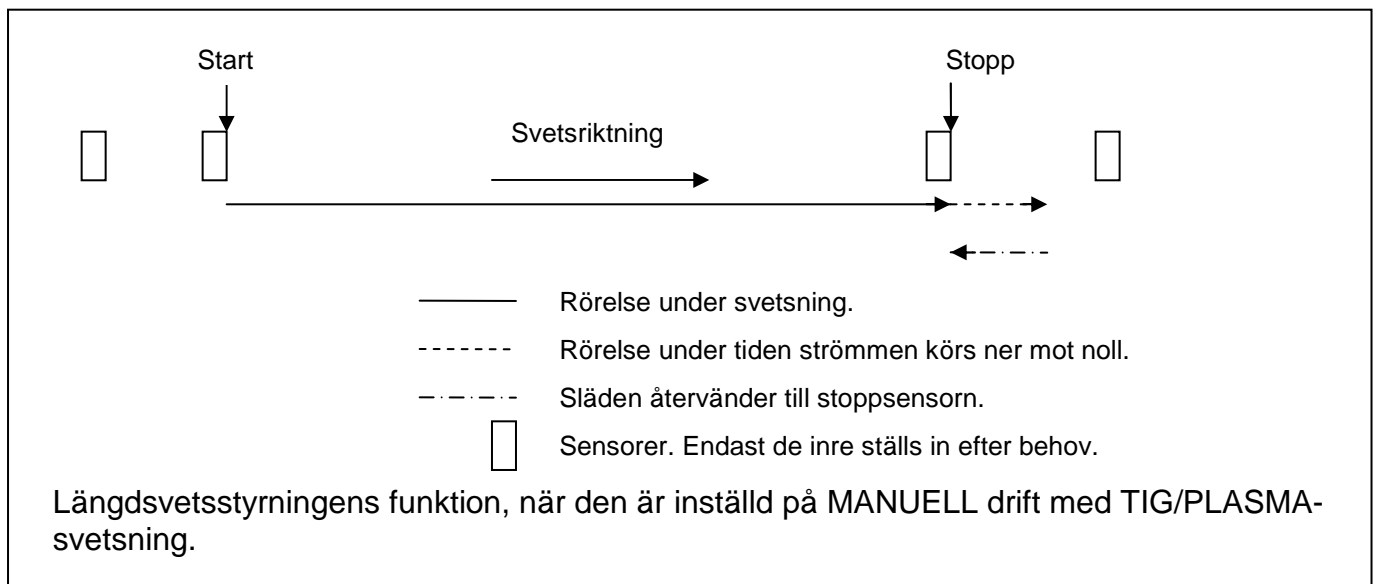 Start
Stopp
Svetsriktning
Rörelse under svetsning.
Rörelse under tiden strömmen körs ner mot noll.
Släden återvänder till stoppsensorn.
Sensorer. Endast de inre ställs in efter behov.
Längdsvetsstyrningens funktion, när den är inställd på MANUELL drift med TIG/PLASMA-
svetsning.